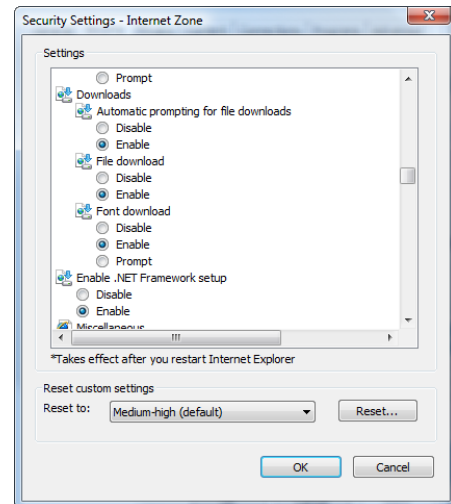 Security Settings - Internet Zone
Settings
Prompt
Downloads
Automatic prompting for file downloads
Disable
Enable
File download
Disable
Enable
Font download
Disable
Enable
Prompt
Enable .NET Framework setup
Disable
Enable
Miscellaneous
*Takes effect after you restart Internet Explorer
Reset custom settings
Reset to: Medium-high (default) Reset...
OK Cancel